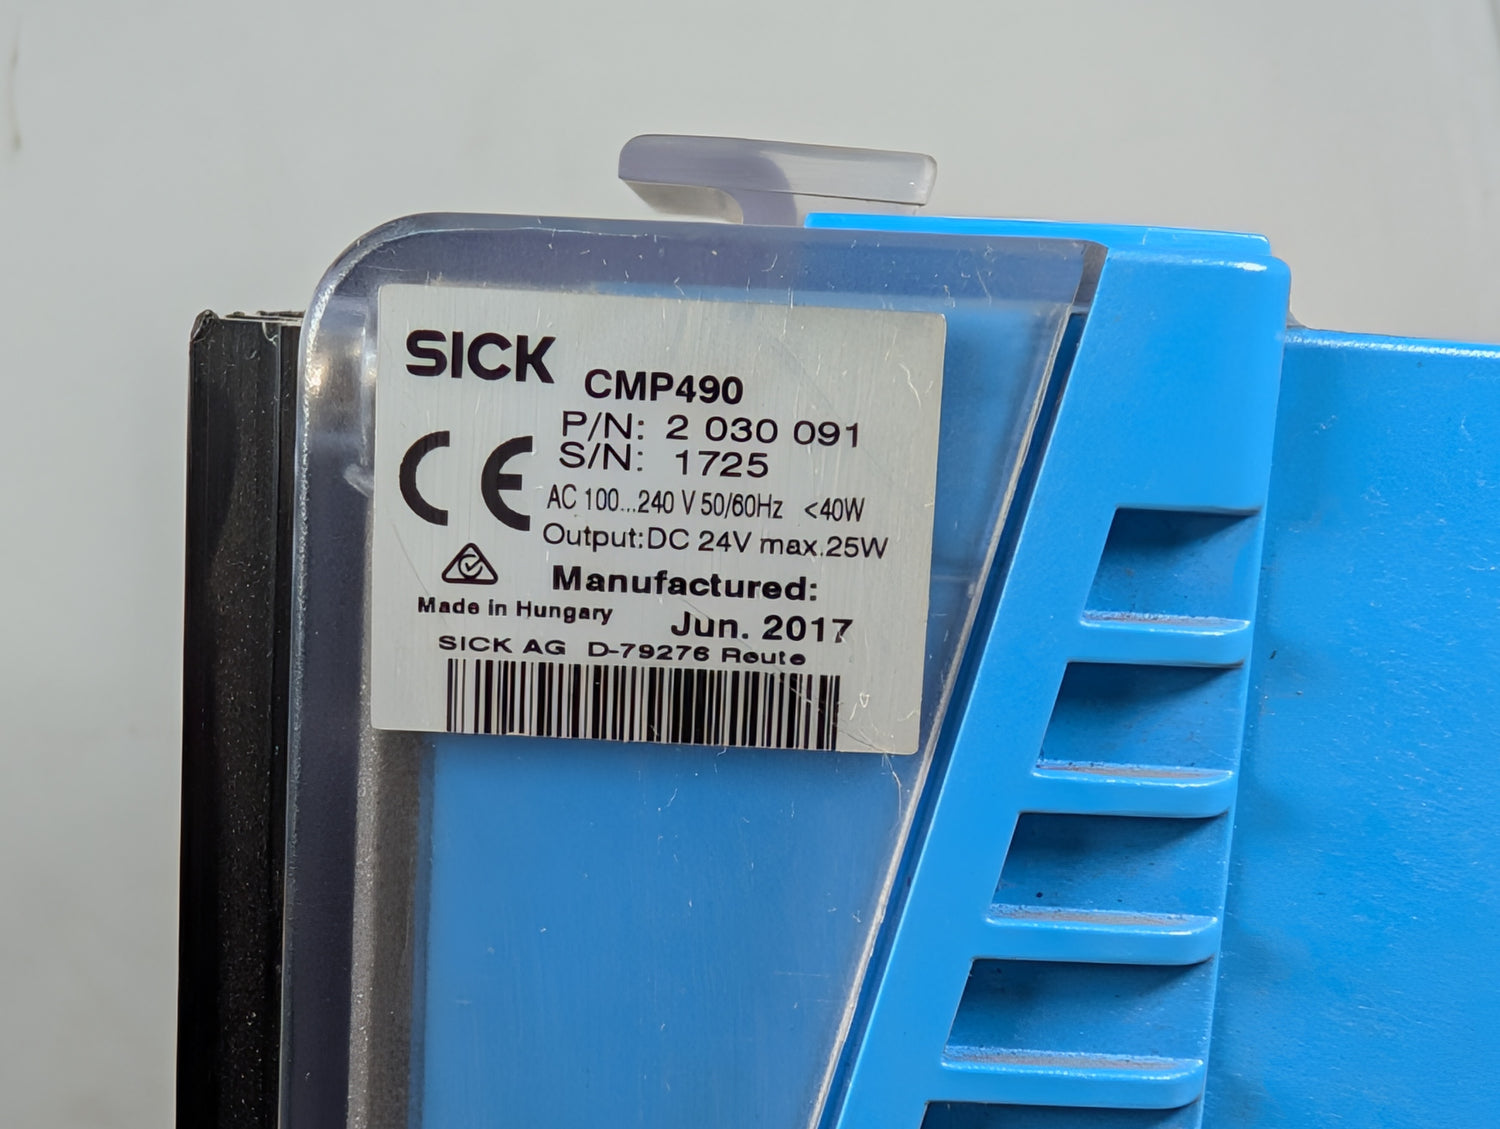 SICK
CMP490
P/N: 2 030 091
S/N: 1725
CE
AC 100...240 V 50/60Hz <40W
Output:DC 24V max.25W
Manufactured:
Made in Hungary
Jun. 2017
SICK AG D-79276 Reute